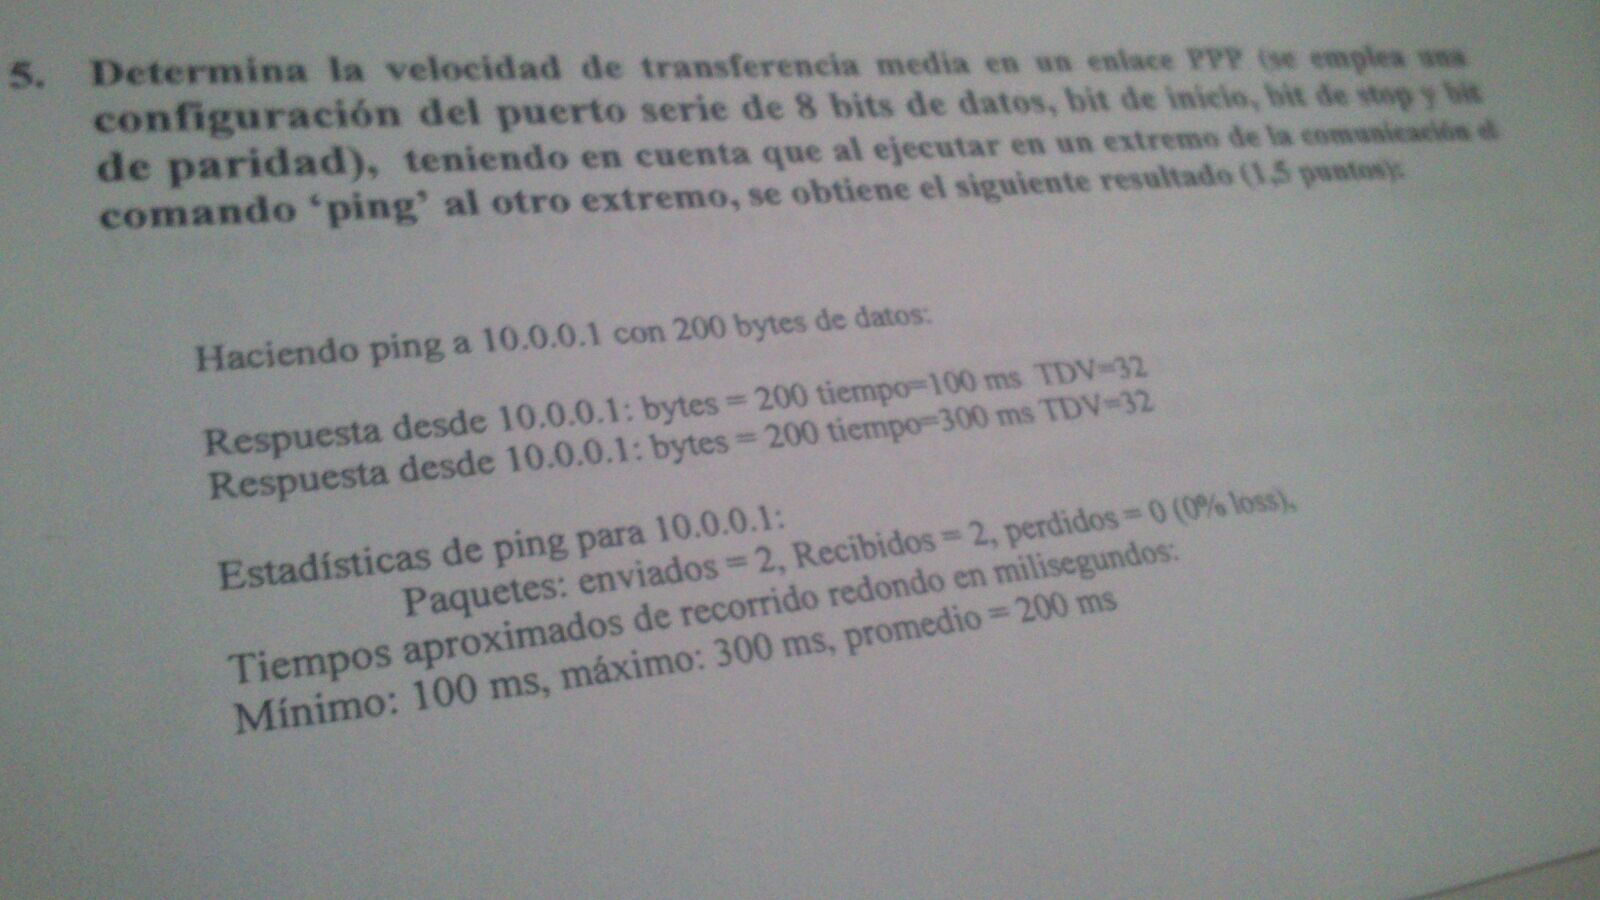 5. Determina la velocidad de transferencia media en un enlace PPP (se emplea una
configuración del puerto serie de 8 bits de datos, bit de inicio, bit de stop y bit
de paridad), teniendo en cuenta que al ejecutar en un extremo de la comunicación el
comando ‘ping’ al otro extremo, se obtiene el siguiente resultado (1,5 puntos):
Haciendo ping a 10.0.0.1 con 200 bytes de datos:
Respuesta desde 10.0.0.1: bytes = 200 tiempo=100 ms TDV=32
Respuesta desde 10.0.0.1: bytes = 200 tiempo=300 ms TDV=32
Estadísticas de ping para 10.0.0.1:
Paquetes: enviados = 2, Recibidos = 2, perdidos = 0 (0% loss),
Tiempos aproximados de recorrido redondo en milisegundos:
Mínimo: 100 ms, máximo: 300 ms, promedio = 200 ms